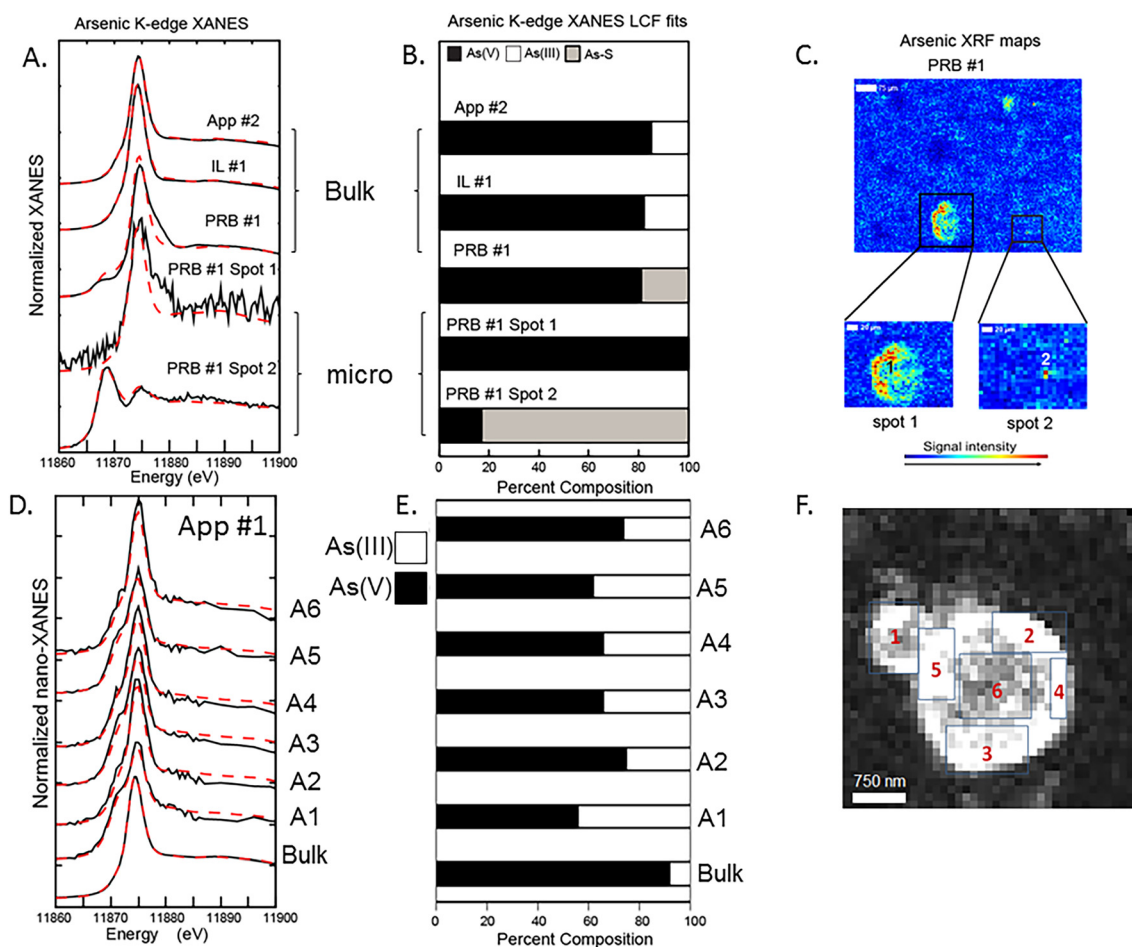 Arsenic K-edge XANES
A.
Normalized XANES
App #2
IL #1
PRB #1
PRB #1 Spot 1
PRB #1 Spot 2
Bulk
micro
11860 11870 11880 11890 11900
Energy (eV)
Arsenic K-edge XANES LCF fits
B.
As(V) As(III) As-S
App #2
IL #1
PRB #1
PRB #1 Spot 1
PRB #1 Spot 2
0 20 40 60 80 100
Percent Composition
C.
Arsenic XRF maps
PRB #1
75 µm
20 µm
1
spot 1
20 µm
2
spot 2
Signal intensity
D.
App #1
Normalized nano-XANES
A6
A5
A4
A3
A2
A1
Bulk
11860 11870 11880 11890 11900
Energy (eV)
E.
As(III)
As(V)
A6
A5
A4
A3
A2
A1
Bulk
0 20 40 60 80 100
Percent Composition
F.
1
2
5
6
4
3
750 nm